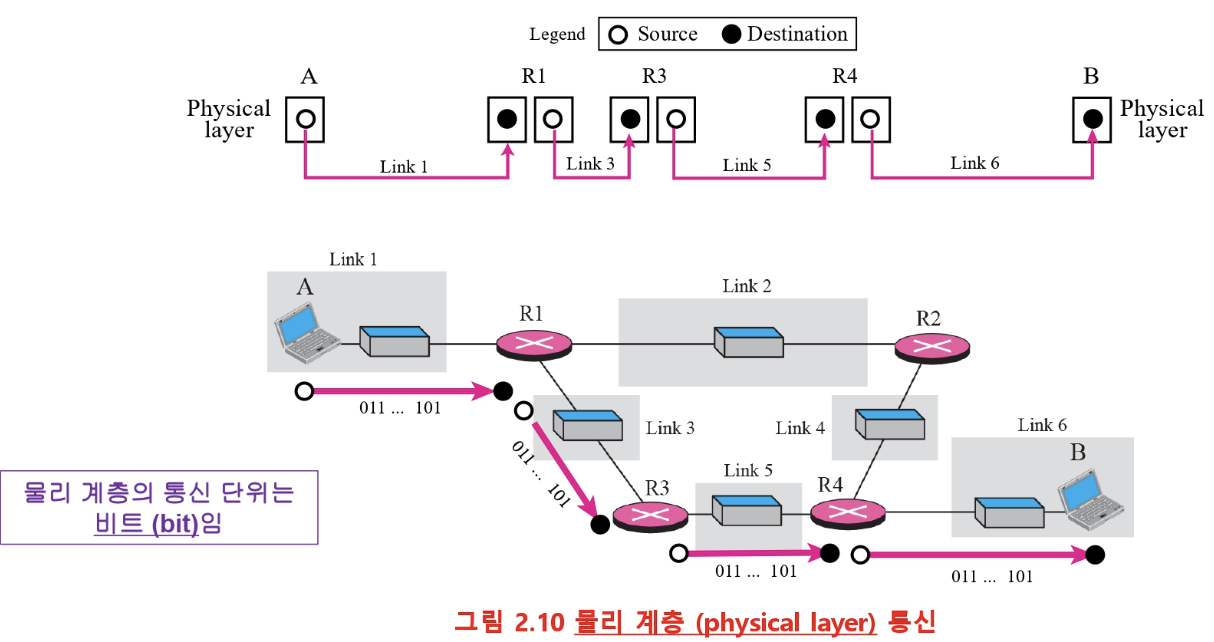 Legend Source Destination
A R1 R3 R4 B
Physical layer
Physical layer
Link 1 Link 3 Link 5 Link 6
Link 1
A
Link 2
R1
R2
011 ... 101
Link 3
Link 4
Link 6
B
011 ... 101
R3
Link 5
R4
011 ... 101
011 ... 101
물리 계층의 통신 단위는
비트 (bit)임
그림 2.10 물리 계층 (physical layer) 통신